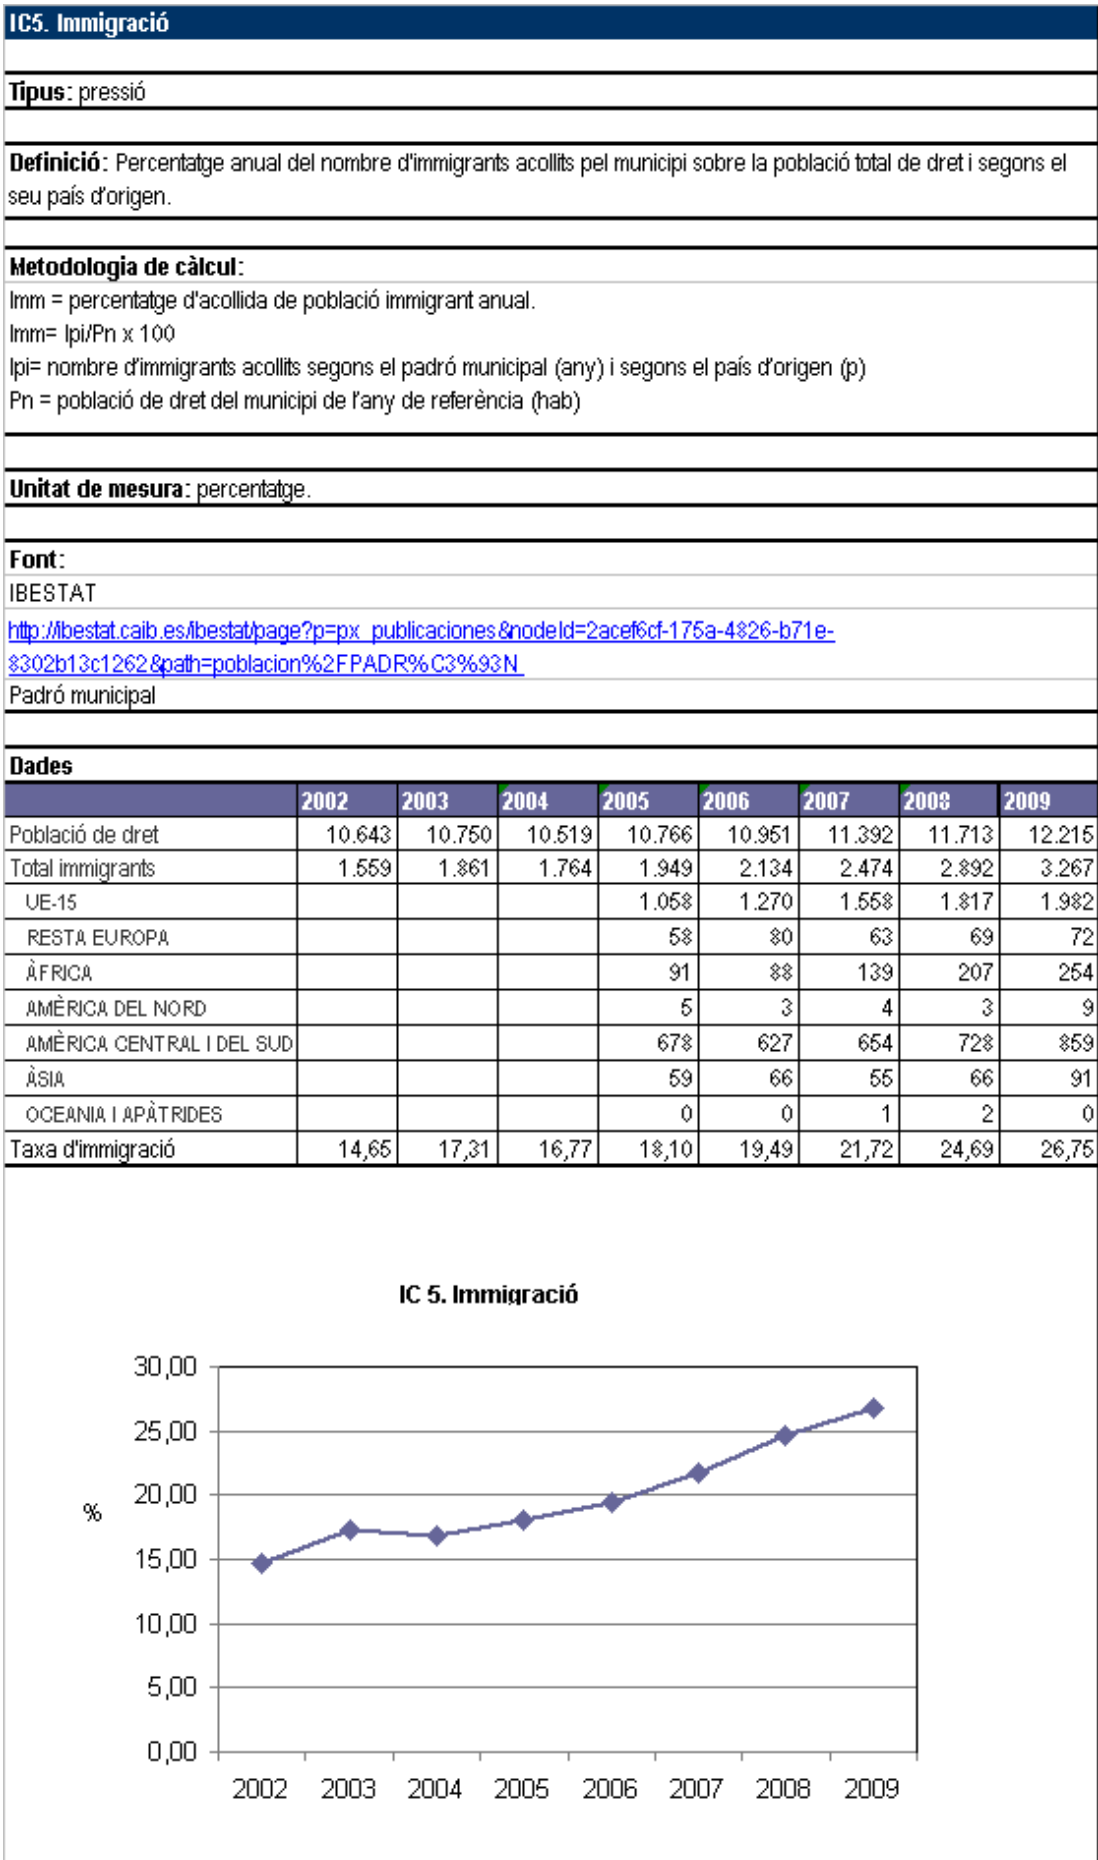 IC5. Immigració
Tipus: pressió
Definició: Percentatge anual del nombre d'immigrants acollits pel municipi sobre la població total de dret i segons el
seu país d'origen.
Metodologia de càlcul:
Imm = percentatge d'acollida de població immigrant anual.
Imm= Ipi/Pn x 100
Ipi= nombre d'immigrants acollits segons el padró municipal (any) i segons el país d'origen (p)
Pn = població de dret del municipi de l'any de referència (hab)
Unitat de mesura: percentatge.
Font:
IBESTAT
http://ibestat.caib.es/ibestat/page?p=px_publicaciones&nodeId=2acef6cf-175a-4826-b71e-
8302b13c1262&path=poblacion%2FPADR%C3%93N
Padró municipal
Dades
2002 2003 2004 2005 2006 2007 2008 2009
Població de dret 10.643 10.750 10.519 10.766 10.951 11.392 11.713 12.215
Total immigrants 1.559 1.861 1.764 1.949 2.134 2.474 2.892 3.267
UE-15 1.058 1.270 1.558 1.817 1.982
RESTA EUROPA 58 80 63 69 72
ÀFRICA 91 88 139 207 254
AMÈRICA DEL NORD 5 3 4 3 9
AMÈRICA CENTRAL I DEL SUD 678 627 654 728 859
ÀSIA 59 66 55 66 91
OCEANIA I APÀTRIDES 0 0 1 2 0
Taxa d'immigració 14,65 17,31 16,77 18,10 19,49 21,72 24,69 26,75
IC 5. Immigració
30,00
25,00
20,00
%
15,00
10,00
5,00
0,00
2002 2003 2004 2005 2006 2007 2008 2009